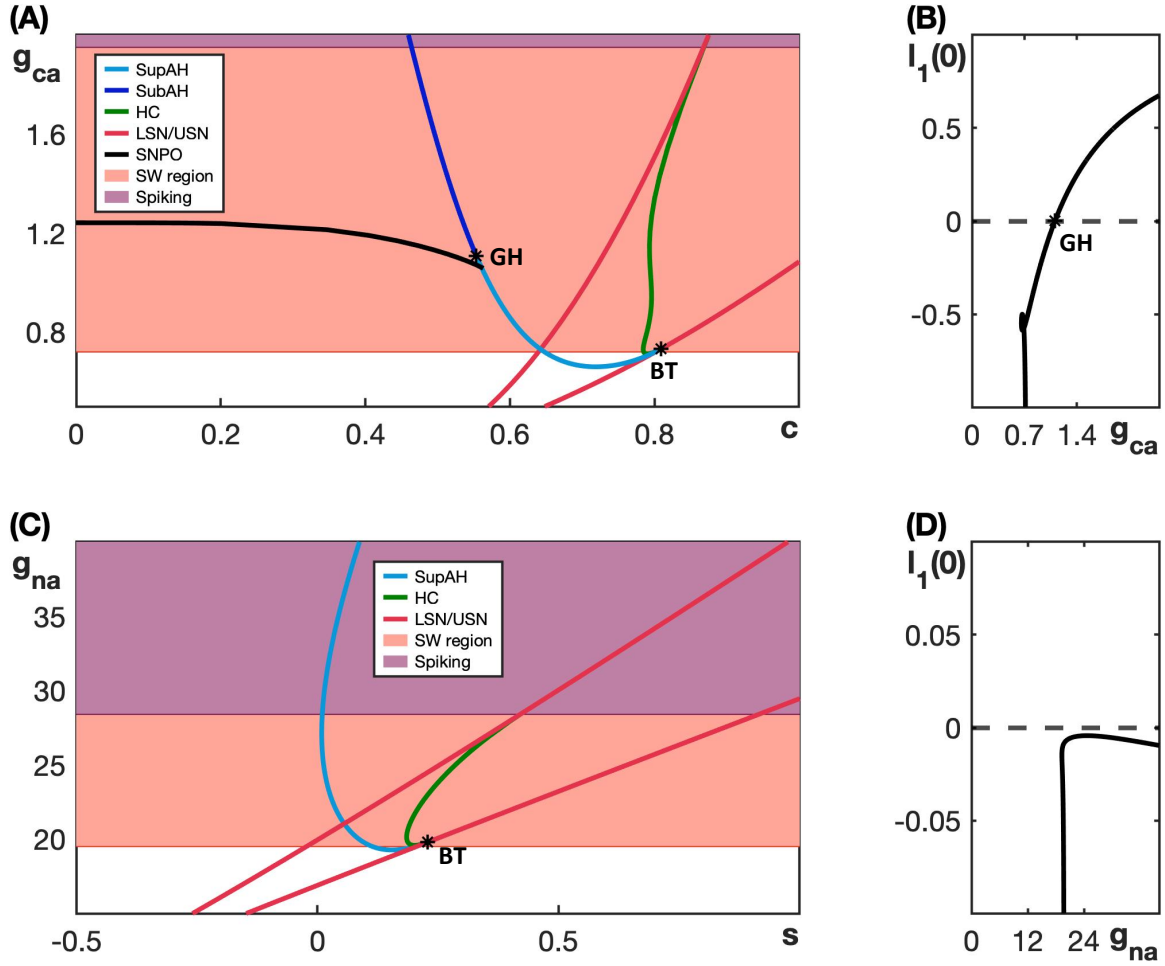 (A)
g_ca
SupAH
SubAH
HC
LSN/USN
SNPO
SW region
Spiking
1.6
1.2
0.8
GH
BT
0 0.2 0.4 0.6 0.8 c
(B)
l_1(0)
0.5
0
-0.5
GH
0 0.7 1.4 g_ca
(C)
g_na
SupAH
HC
LSN/USN
SW region
Spiking
35
30
25
20
BT
-0.5 0 0.5 s
(D)
l_1(0)
0.05
0
-0.05
0 12 24 g_na